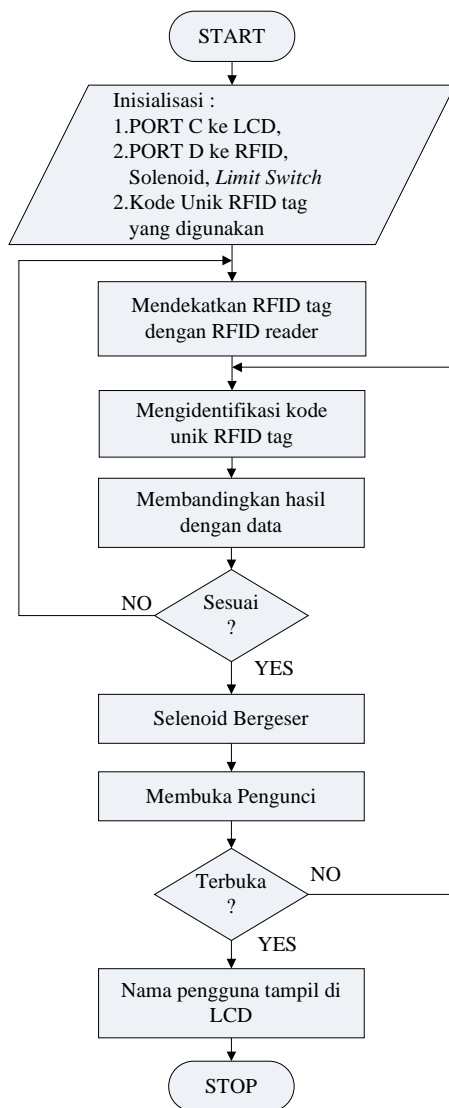 START
Inisialisasi :
1.PORT C ke LCD,
2.PORT D ke RFID,
Solenoid, Limit Switch
2.Kode Unik RFID tag
yang digunakan
Mendekatkan RFID tag
dengan RFID reader
Mengidentifikasi kode
unik RFID tag
Membandingkan hasil
dengan data
NO
Sesuai
?
YES
Selenoid Bergeser
Membuka Pengunci
Terbuka
?
NO
YES
Nama pengguna tampil di
LCD
STOP